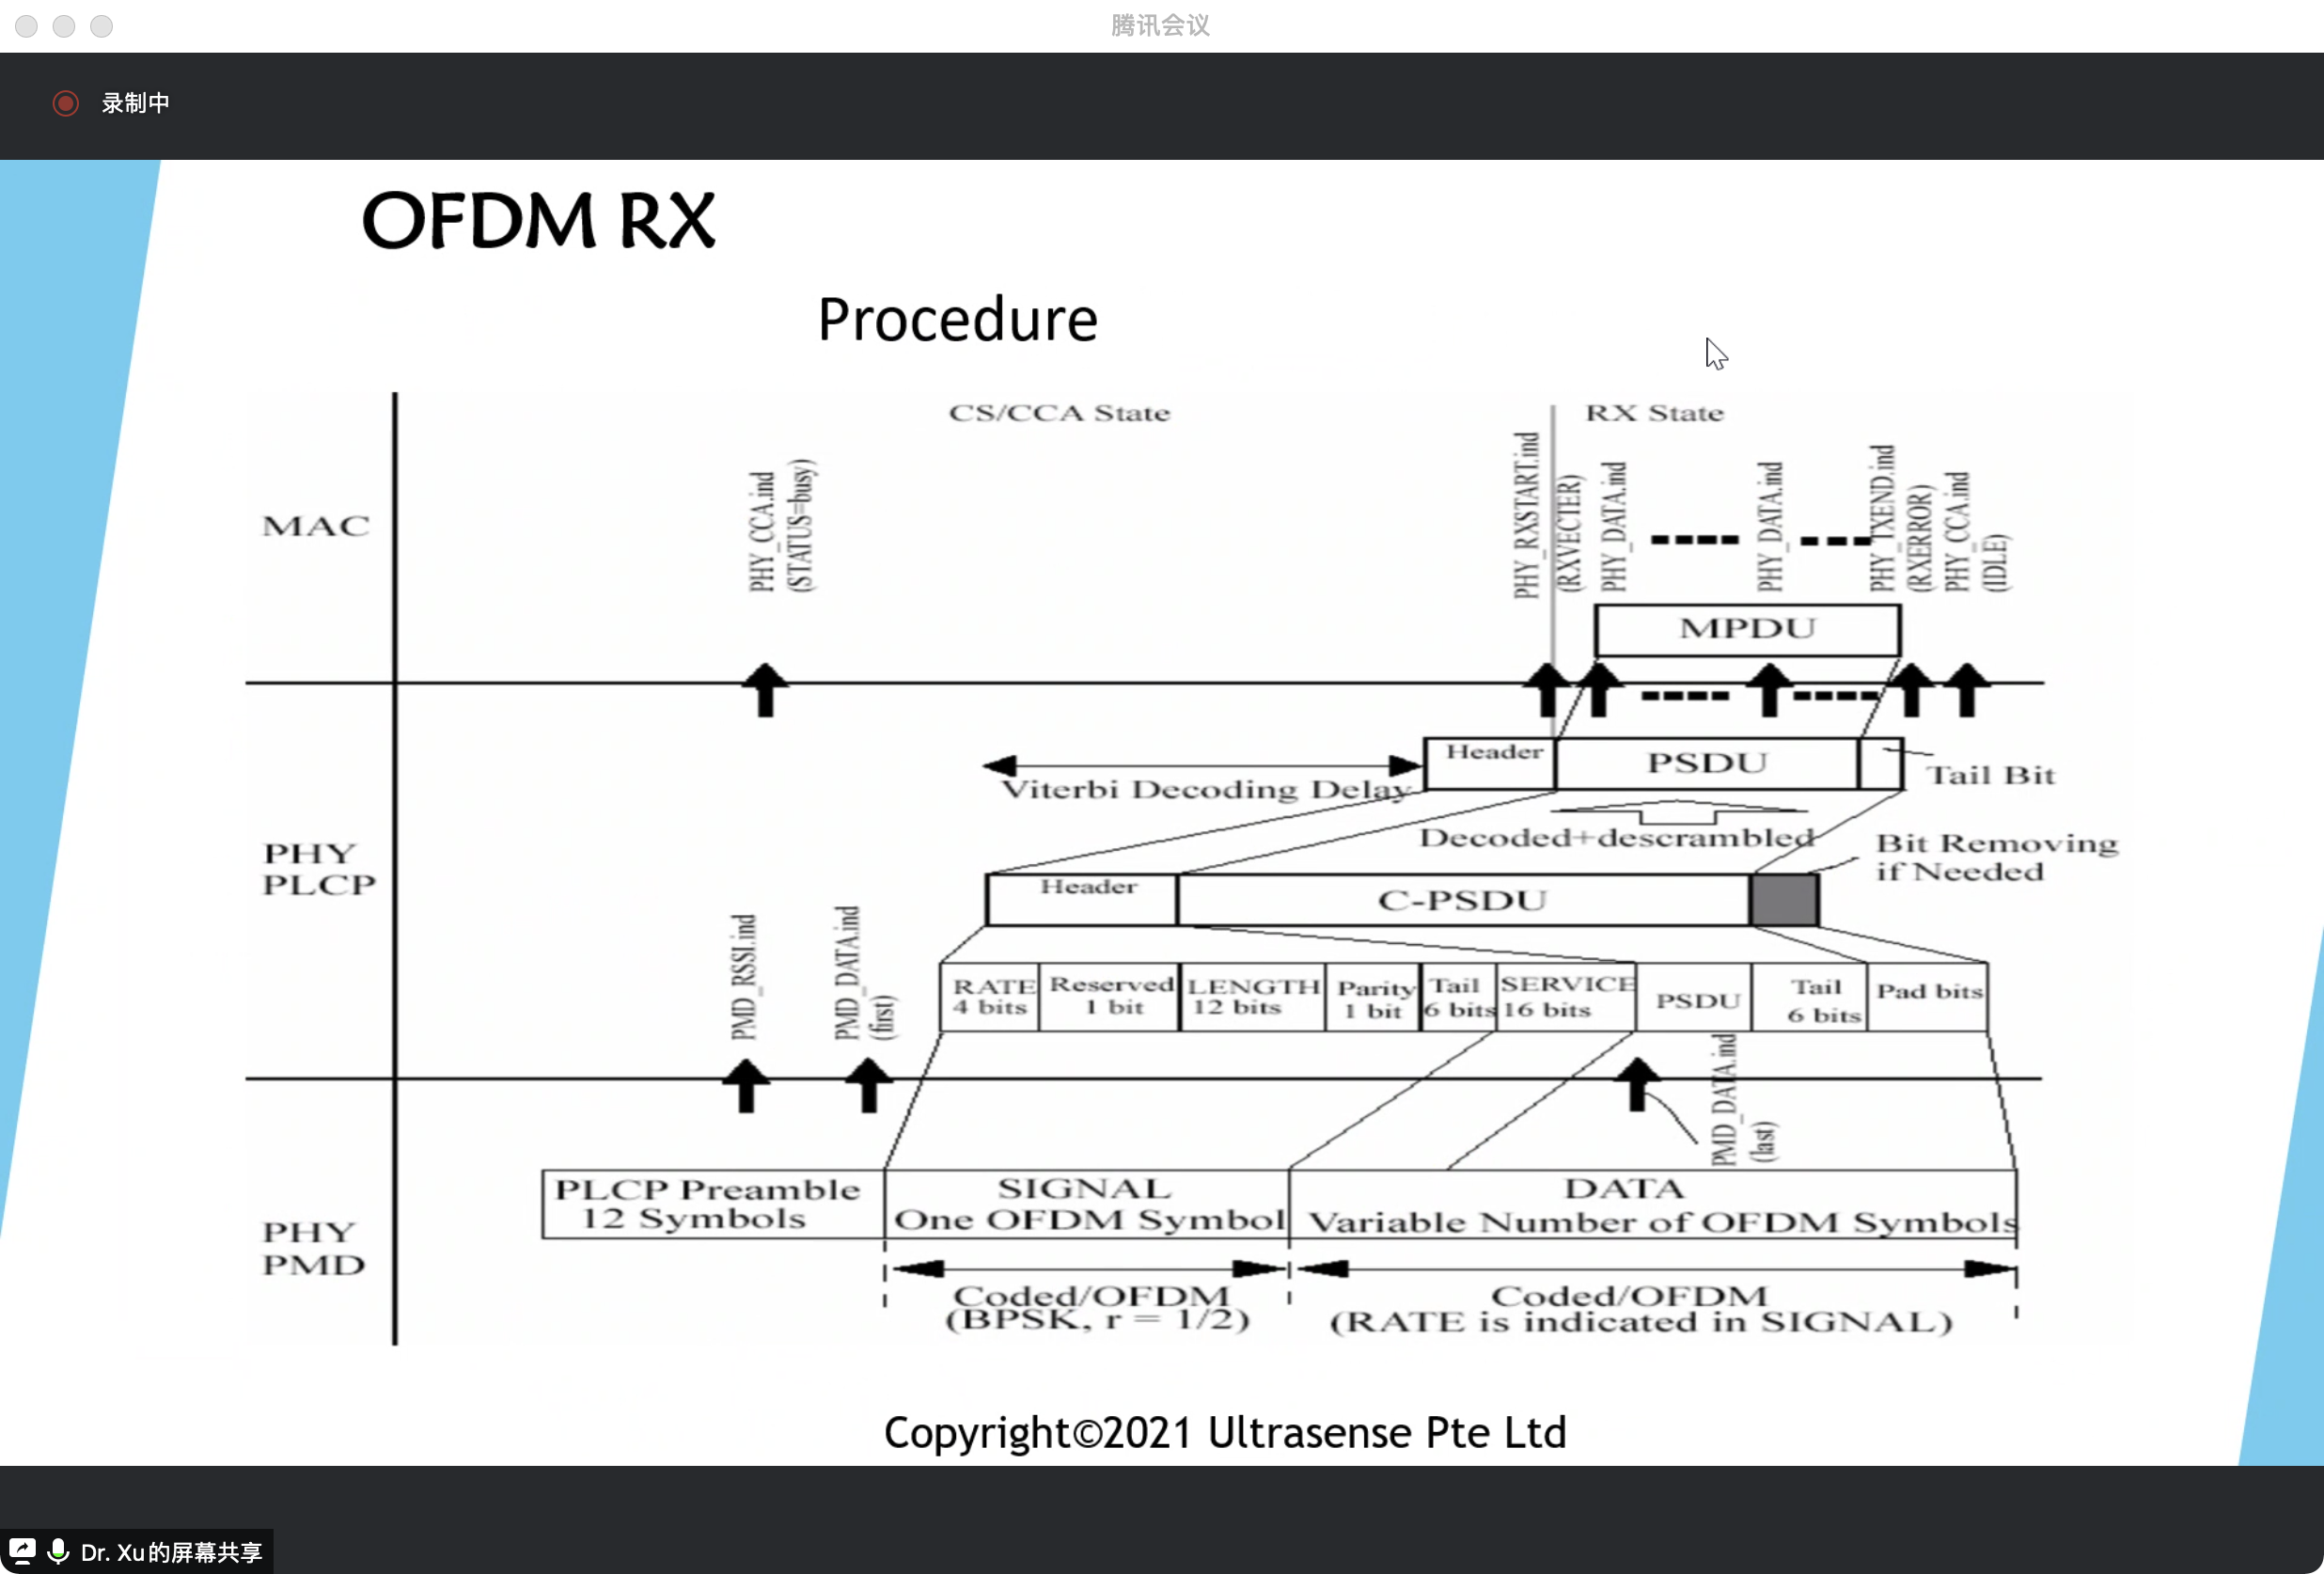 腾讯会议
录制中
OFDM RX
Procedure
CS/CCA State
RX State
MAC
PHY_CCA.ind
(STATUS=busy)
PHY_RXSTART.ind
(RXVECTER)
PHY_DATA.ind
PHY_DATA.ind
PHY_TXEND.ind
(RXERROR)
PHY_CCA.ind
(IDLE)
MPDU
Header
PSDU
Tail Bit
Viterbi Decoding Delay
Decoded+descrambled
Bit Removing
if Needed
PHY
PLCP
Header
C-PSDU
PMD_RSSI.ind
PMD_DATA.ind
(first)
RATE
4 bits
Reserved
1 bit
LENGTH
12 bits
Parity
1 bit
Tail
6 bits
SERVICE
16 bits
PSDU
Tail
6 bits
Pad bits
PMD_DATA.ind
(last)
PHY
PMD
PLCP Preamble
12 Symbols
SIGNAL
One OFDM Symbol
DATA
Variable Number of OFDM Symbols
Coded/OFDM
(BPSK, r = 1/2)
Coded/OFDM
(RATE is indicated in SIGNAL)
Copyright©2021 Ultrasense Pte Ltd
Dr. Xu的屏幕共享